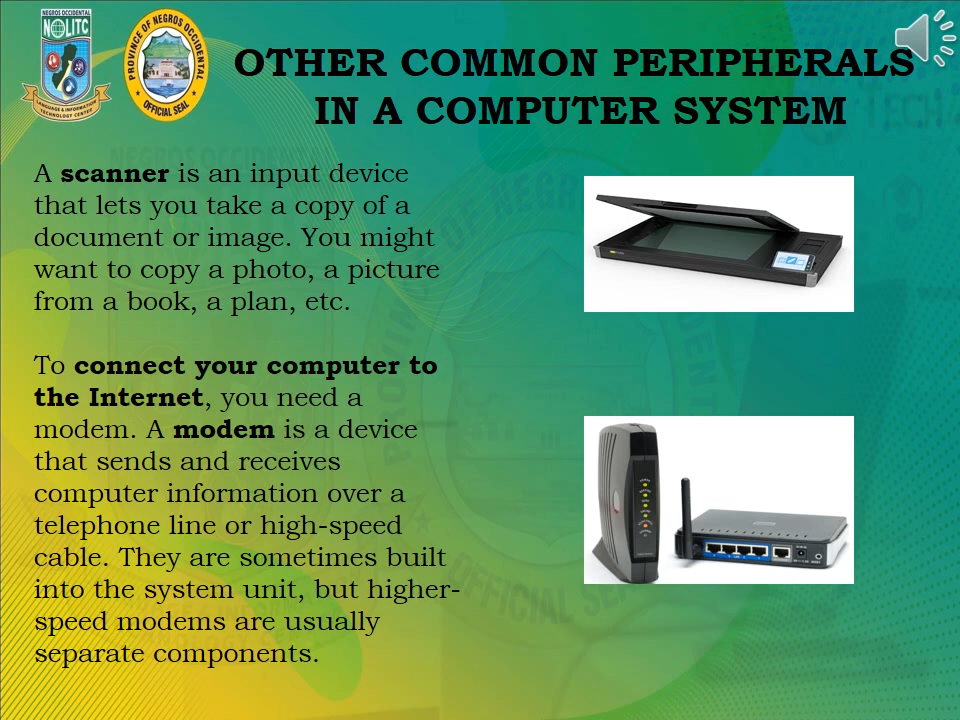 NEGROS OCCIDENTAL
NOLITC
LANGUAGE & INFORMATION
TECHNOLOGY CENTER
PROVINCE OF NEGROS OCCIDENTAL
OFFICIAL SEAL
OTHER COMMON PERIPHERALS
IN A COMPUTER SYSTEM
TECH
A scanner is an input device
that lets you take a copy of a
document or image. You might
want to copy a photo, a picture
from a book, a plan, etc.
To connect your computer to
the Internet, you need a
modem. A modem is a device
that sends and receives
computer information over a
telephone line or high-speed
cable. They are sometimes built
into the system unit, but higher-
speed modems are usually
separate components.